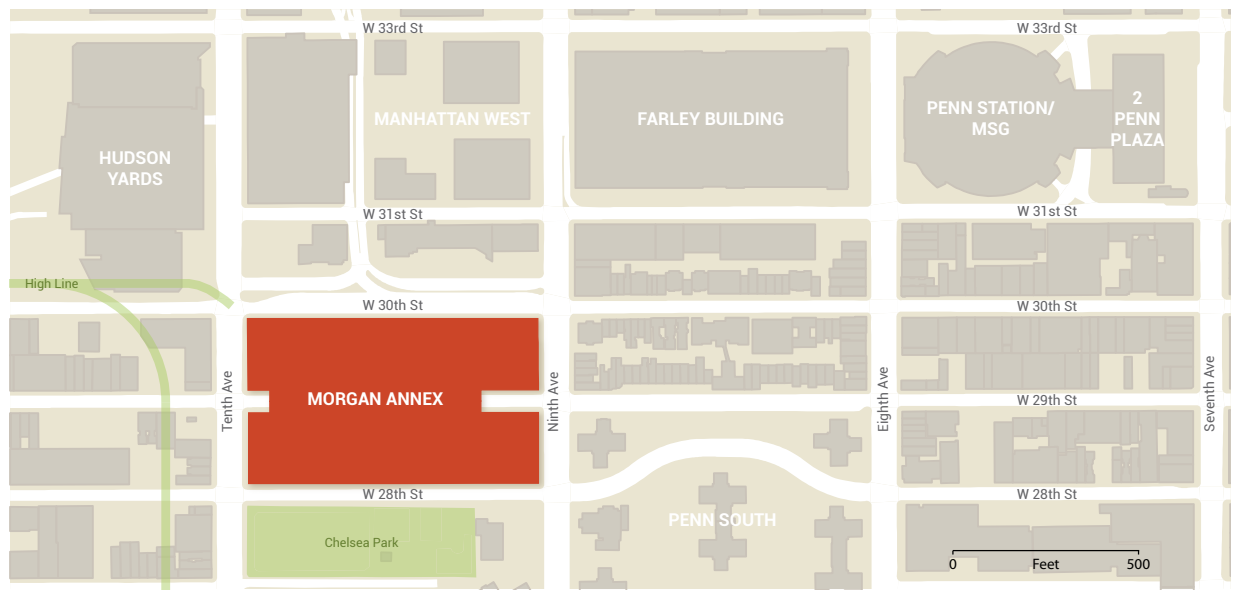 W 33rd St
W 33rd St
HUDSON
YARDS
MANHATTAN WEST
FARLEY BUILDING
PENN STATION/
MSG
2
PENN
PLAZA
W 31st St
W 31st St
High Line
W 30th St
W 30th St
Tenth Ave
MORGAN ANNEX
Ninth Ave
Eighth Ave
W 29th St
Seventh Ave
W 28th St
W 28th St
Chelsea Park
PENN SOUTH
0 Feet 500